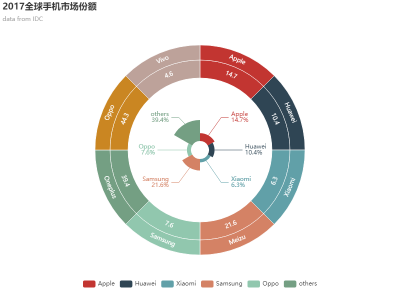 2017全球手机市场份额
data from IDC
Vivo
4.6
Apple
14.7
Oppo
44.3
Huawei
10.4
others
39.4%
Apple
14.7%
Oppo
7.6%
Huawei
10.4%
Samsung
21.6%
Xiaomi
6.3%
Oneplus
39.4
Xiaomi
6.3
Samsung
7.6
Meizu
21.6
Apple Huawei Xiaomi Samsung Oppo others